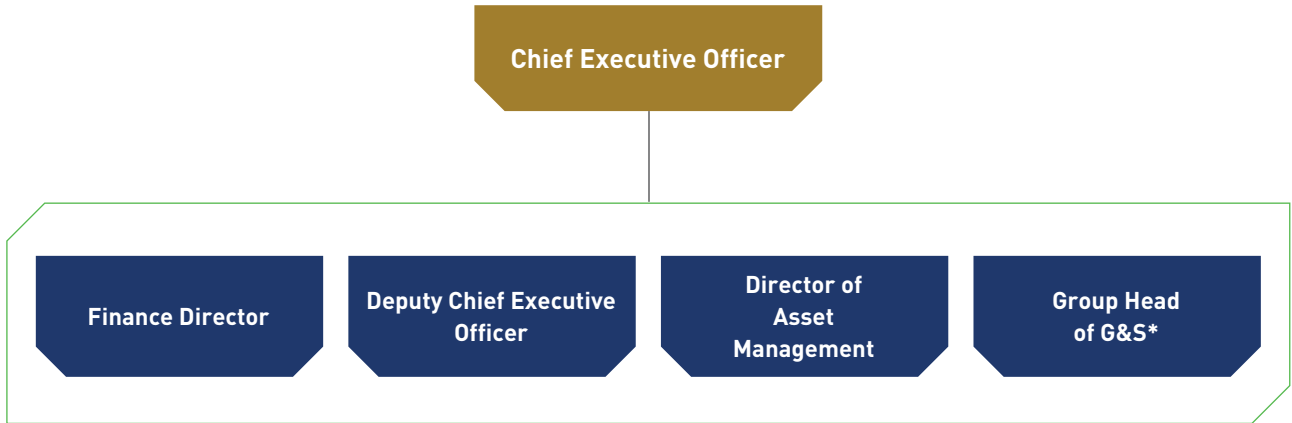 Chief Executive Officer
Finance Director
Deputy Chief Executive
Officer
Director of
Asset
Management
Group Head
of G&S*